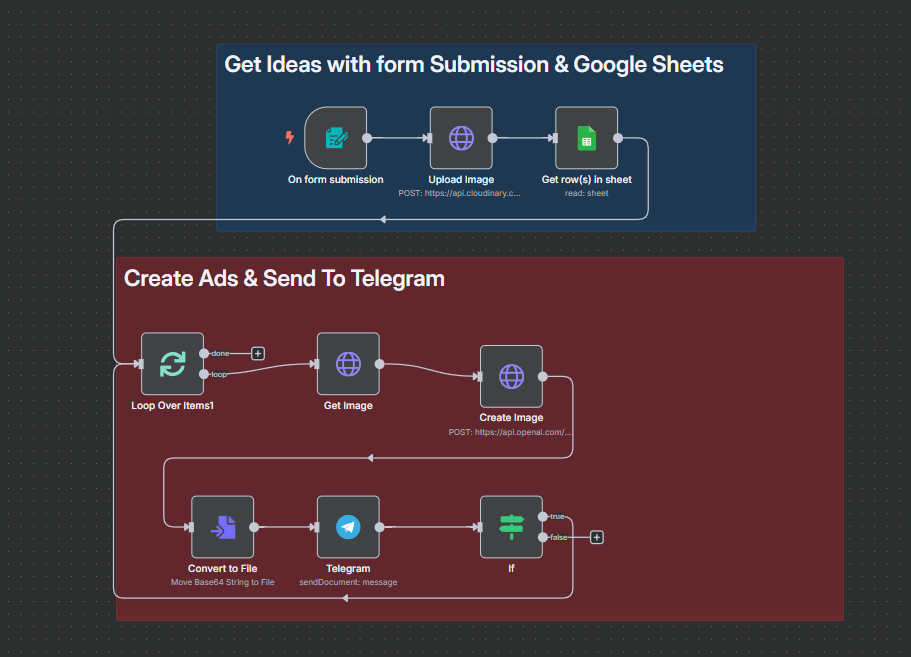 Get Ideas with form Submission & Google Sheets
On form submission
Upload Image
POST: https://api.cloudinary.c...
Get row(s) in sheet
read: sheet
Create Ads & Send To Telegram
done
loop
Loop Over Items1
Get Image
Create Image
POST: https://api.openai.com/...
Convert to File
Move Base64 String to File
Telegram
sendDocument: message
true
false
If